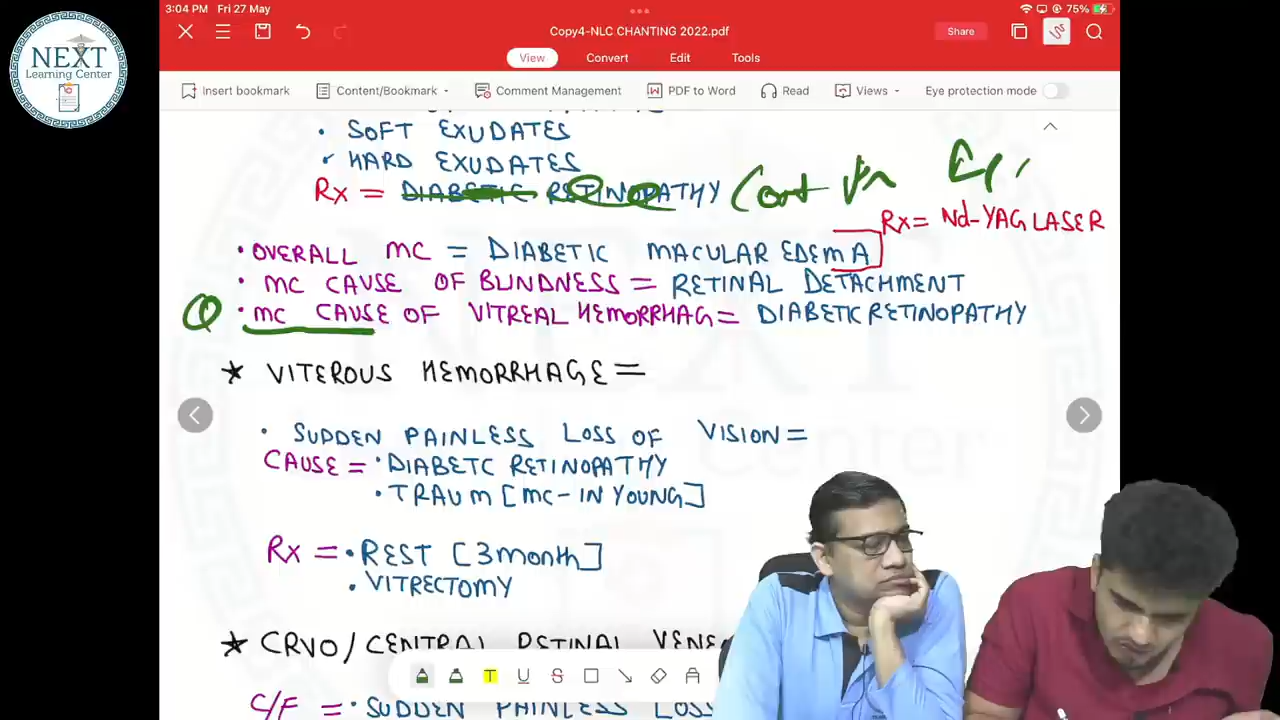 3:04 PM Fri 27 May
75%
NEXT
Learning Center
Copy4-NLC CHANTING 2022.pdf
Share
View Convert Edit Tools
Insert bookmark Content/Bookmark Comment Management PDF to Word Read Views Eye protection mode
• SOFT EXUDATES
HARD EXUDATES
Rx = DIABETIC RETINOPATHY
Rx= Nd-YAG LASER
• OVERALL MC = DIABETIC MACULAR EDEMA
• MC CAUSE OF BLINDNESS = RETINAL DETACHMENT
Q • MC CAUSE OF VITREAL HEMORRHAG = DIABETIC RETINOPATHY
★ VITEROUS HEMORRHAGE =
• SUDDEN PAINLESS LOSS OF VISION =
CAUSE = • DIABETC RETINOPATHY
• TRAUM [MC-IN YOUNG]
Rx = • REST [3 month]
• VITRECTOMY
★ CRVO/CENTRAL RETINAL VENE
C/F = • SUDDEN PAINLESS LOSS